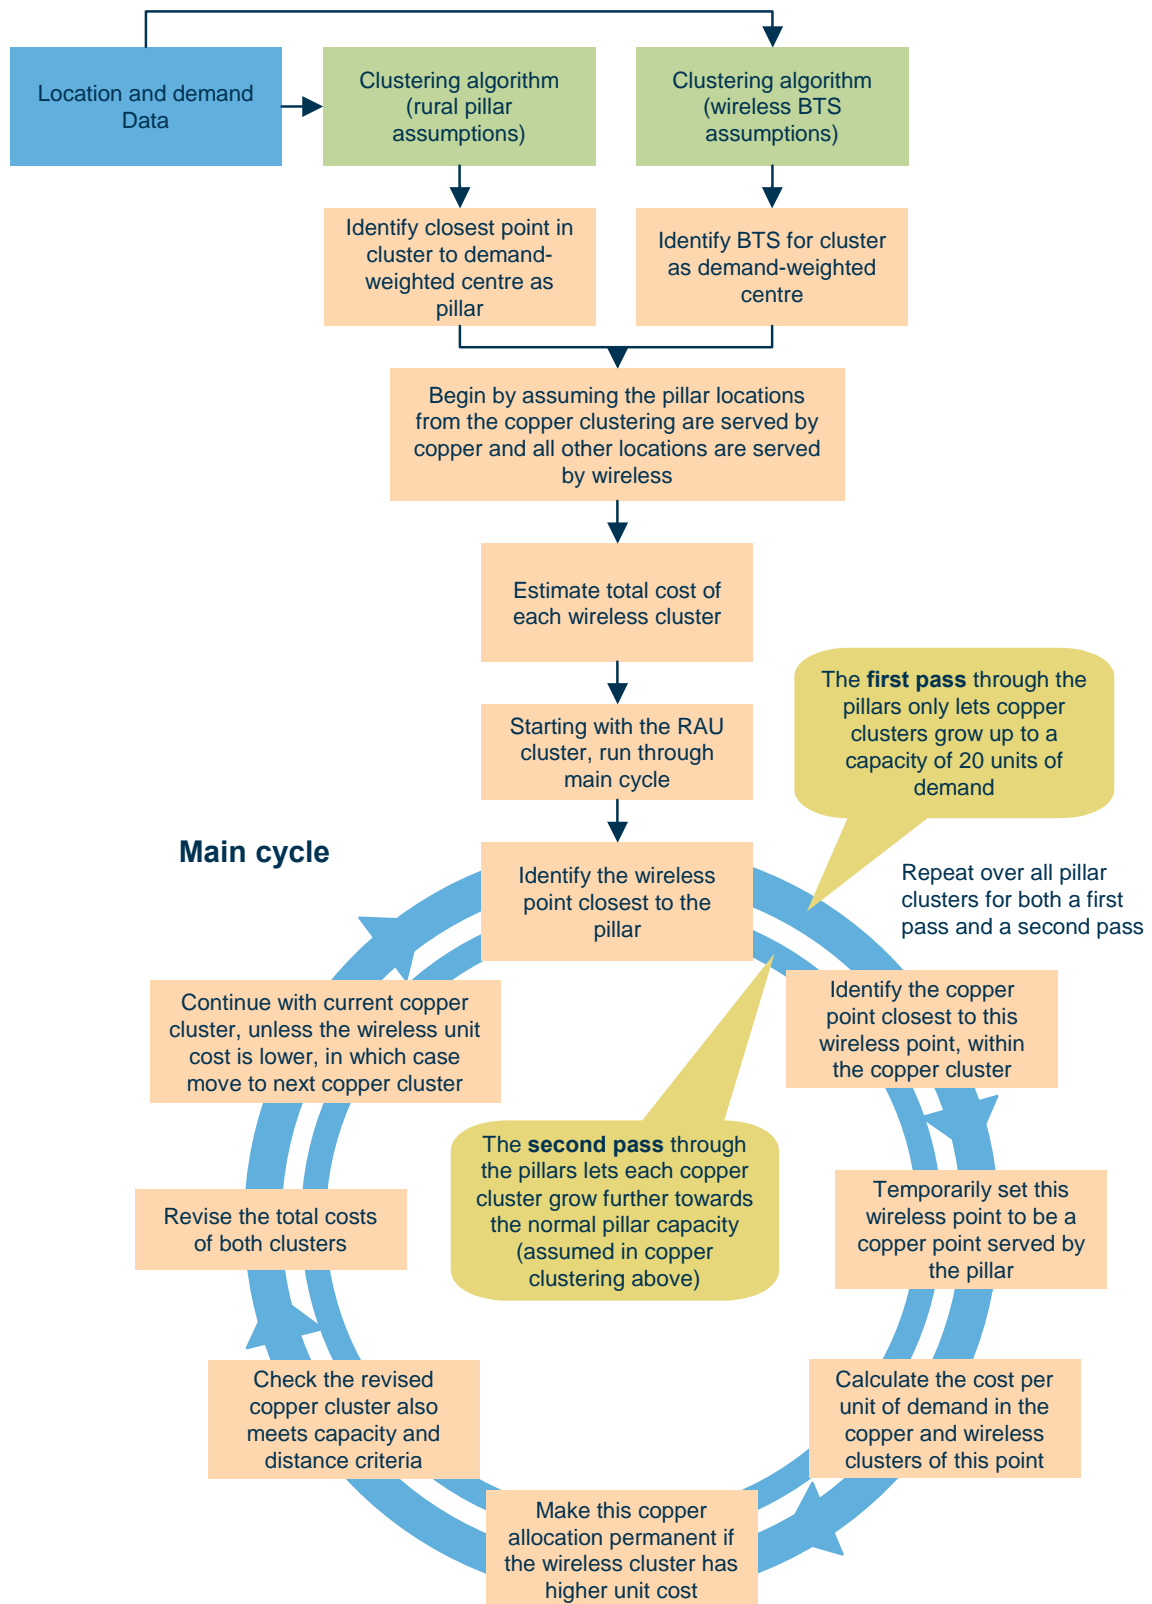 Location and demand
Data
Clustering algorithm
(rural pillar
assumptions)
Clustering algorithm
(wireless BTS
assumptions)
Identify closest point in
cluster to demand-
weighted centre as
pillar
Identify BTS for cluster
as demand-weighted
centre
Begin by assuming the pillar locations
from the copper clustering are served by
copper and all other locations are served
by wireless
Estimate total cost of
each wireless cluster
Starting with the RAU
cluster, run through
main cycle
The first pass through the
pillars only lets copper
clusters grow up to a
capacity of 20 units of
demand
Main cycle
Identify the wireless
point closest to the
pillar
Repeat over all pillar
clusters for both a first
pass and a second pass
Identify the copper
point closest to this
wireless point, within
the copper cluster
Continue with current copper
cluster, unless the wireless unit
cost is lower, in which case
move to next copper cluster
The second pass through
the pillars lets each copper
cluster grow further towards
the normal pillar capacity
(assumed in copper
clustering above)
Temporarily set this
wireless point to be a
copper point served by
the pillar
Revise the total costs
of both clusters
Calculate the cost per
unit of demand in the
copper and wireless
clusters of this point
Check the revised
copper cluster also
meets capacity and
distance criteria
Make this copper
allocation permanent if
the wireless cluster has
higher unit cost